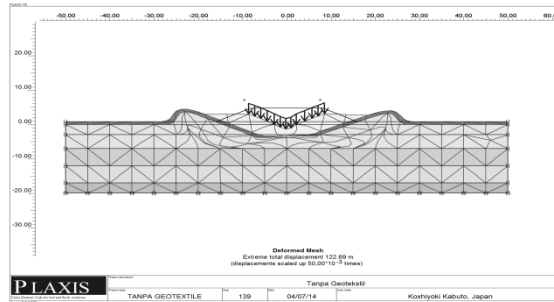 -50.00 -40.00 -30.00 -20.00 -10.00 0.00 10.00 20.00 30.00 40.00 50.00
20.00
10.00
0.00
-10.00
-20.00
-30.00
Deformed Mesh
Extreme total displacement 122.69 m
(displacements scaled up 50.00*10-3 times)
PLAXIS
Tanpa Geotekstil
TANPA GEOTEXTILE 139 04/07/14 Koxhiyoki Kabuto, Japan